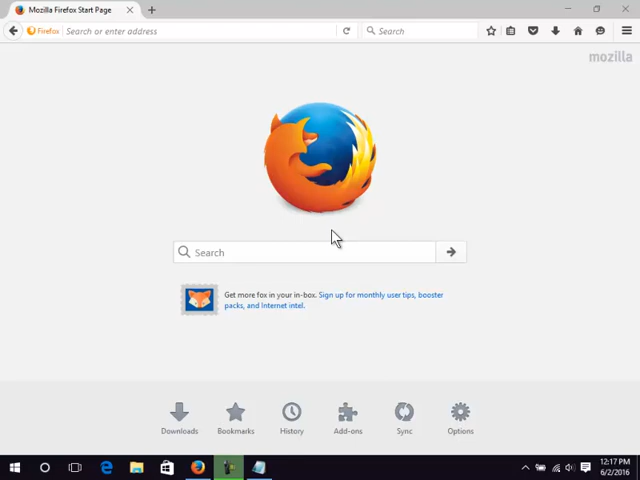 Mozilla Firefox Start Page
Firefox Search or enter address
Search
mozilla
Search
Get more fox in your in-box. Sign up for monthly user tips, booster
packs, and Internet intel.
Downloads Bookmarks History Add-ons Sync Options
12:17 PM
6/2/2016